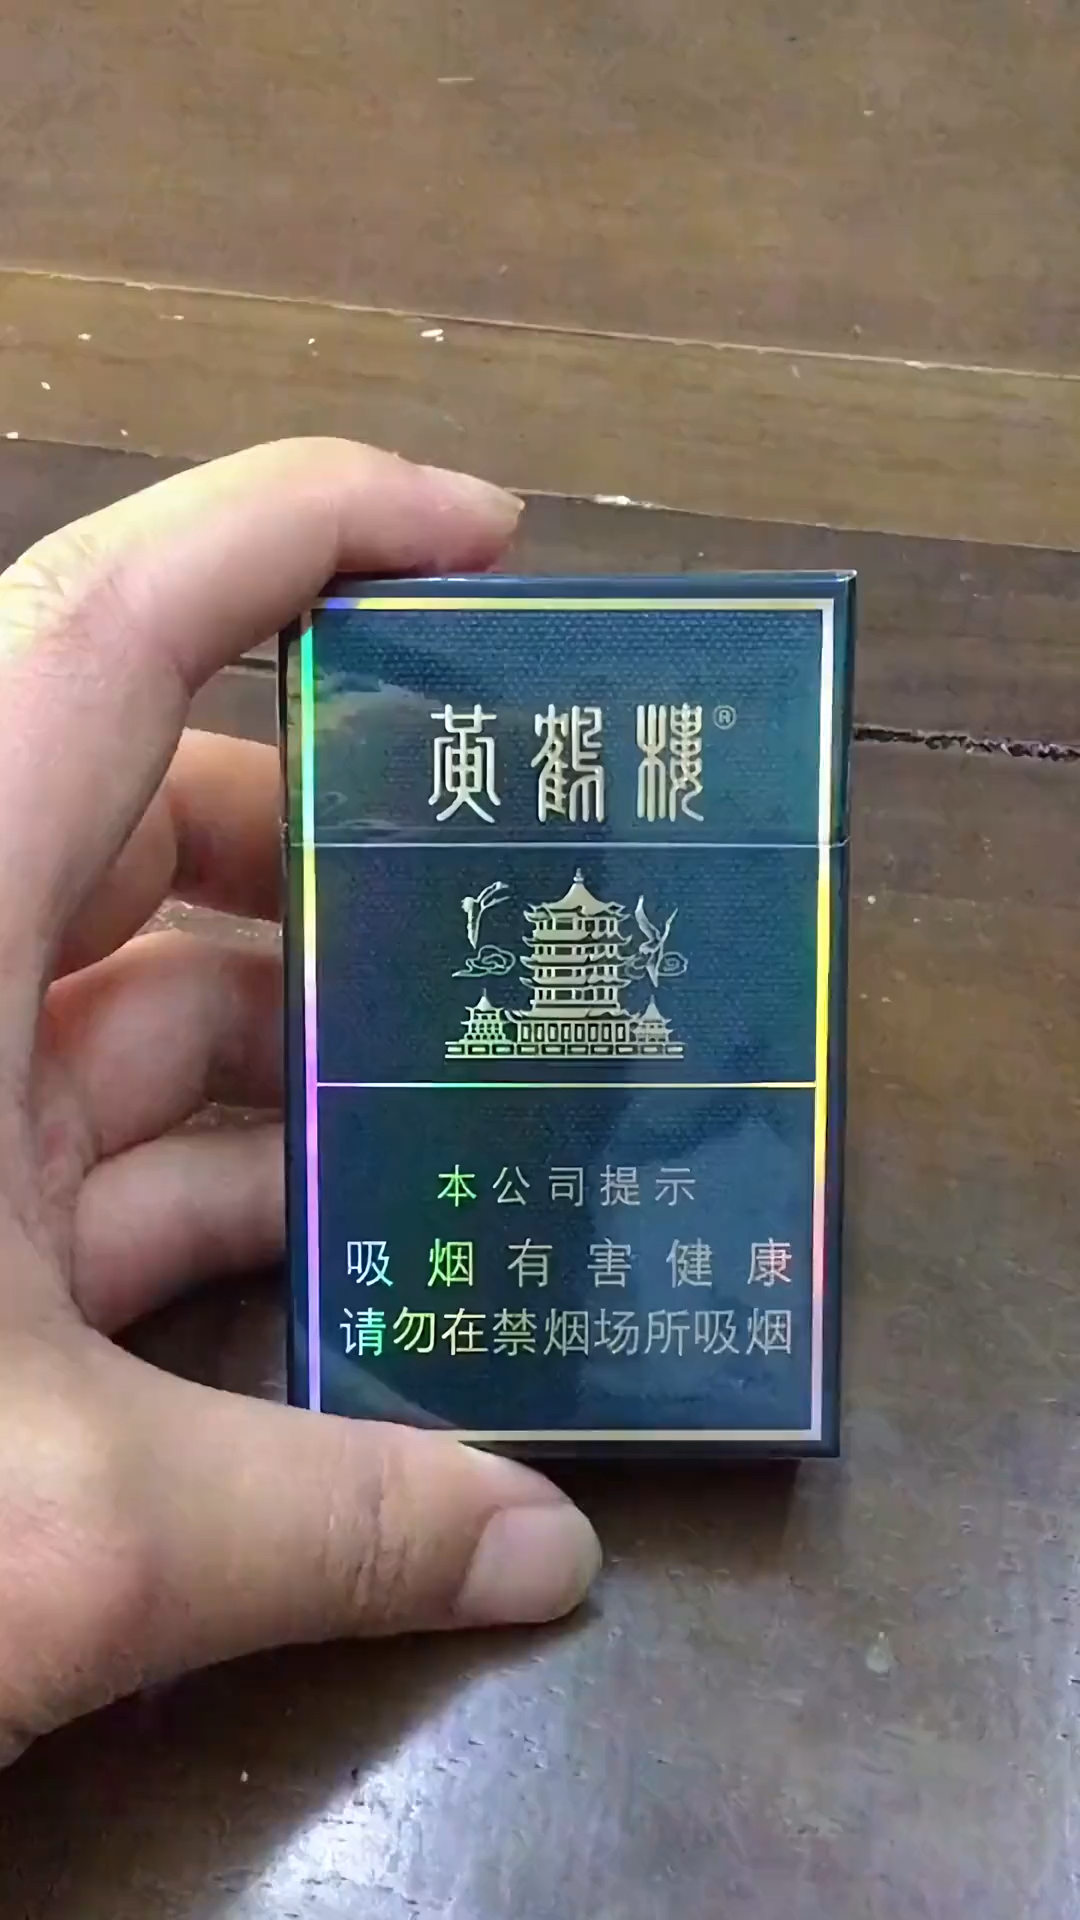 黄鹤楼®
本公司提示
吸烟有害健康
请勿在禁烟场所吸烟